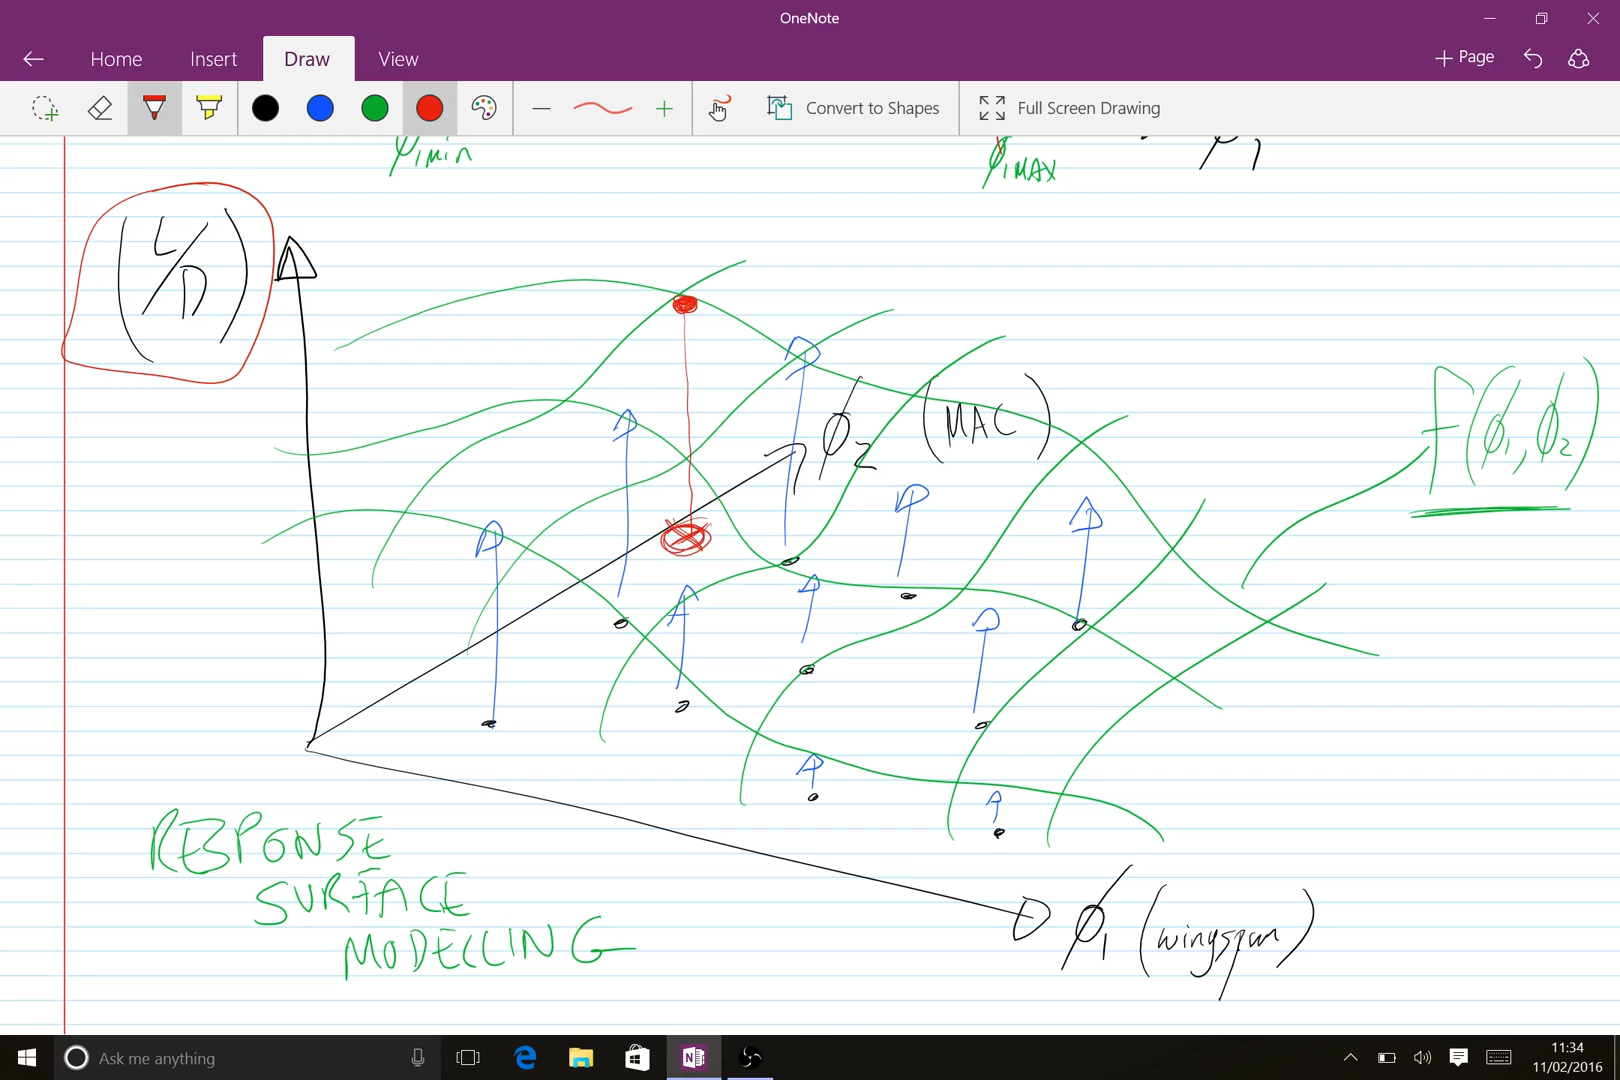 OneNote
Home Insert Draw View + Page
Convert to Shapes Full Screen Drawing
φ1min
φ1MAX
φ1
(L/D)
φ2 (MAC)
f(φ1, φ2)
RESPONSE
SURFACE
MODELLING
φ1 (wingspan)
Ask me anything
11:34
11/02/2016